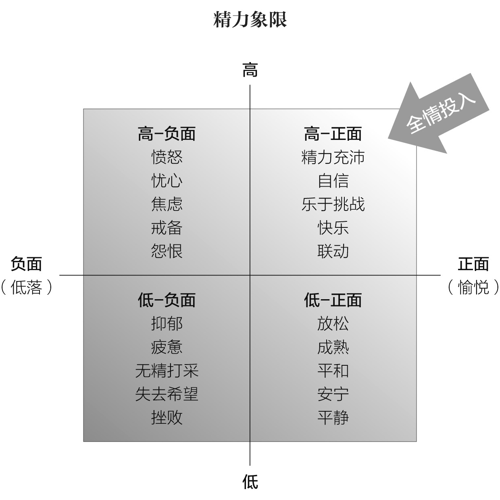 精力象限
高
全情投入
高–负面
愤怒
忧心
焦虑
戒备
怨恨
高–正面
精力充沛
自信
乐于挑战
快乐
联动
负面
（低落）
正面
（愉悦）
低–负面
抑郁
疲惫
无精打采
失去希望
挫败
低–正面
放松
成熟
平和
安宁
平静
低